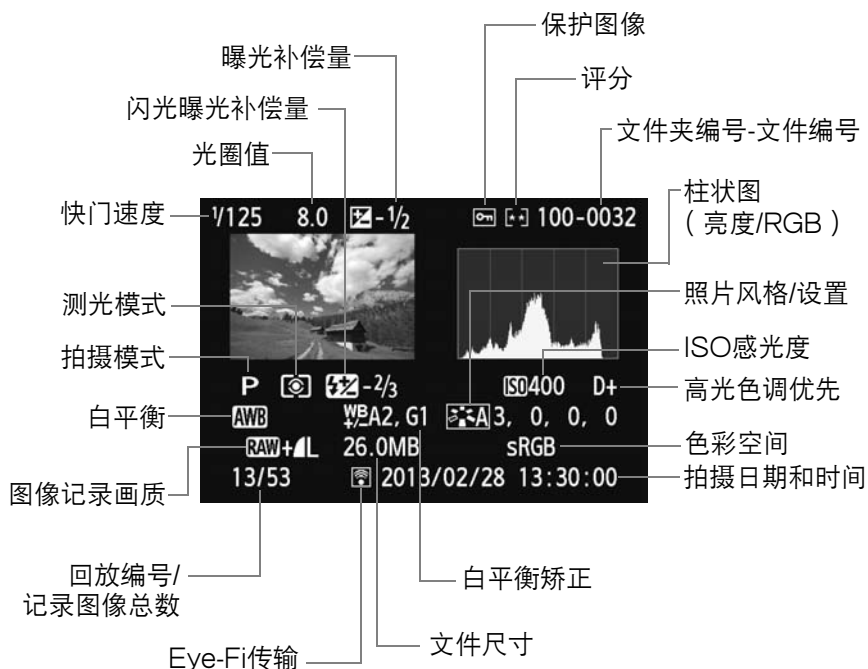 保护图像
曝光补偿量
评分
闪光曝光补偿量
文件夹编号-文件编号
光圈值
柱状图
（亮度/RGB）
快门速度
1/125 8.0 -1/2 100-0032
照片风格/设置
测光模式
ISO感光度
拍摄模式
P -2/3 ISO400 D+
高光色调优先
白平衡
AWB WB+/-A2, G1 A3, 0, 0, 0
RAW+L 26.0MB sRGB
色彩空间
13/53 2013/02/28 13:30:00
拍摄日期和时间
图像记录画质
回放编号/
记录图像总数
白平衡矫正
文件尺寸
Eye-Fi传输